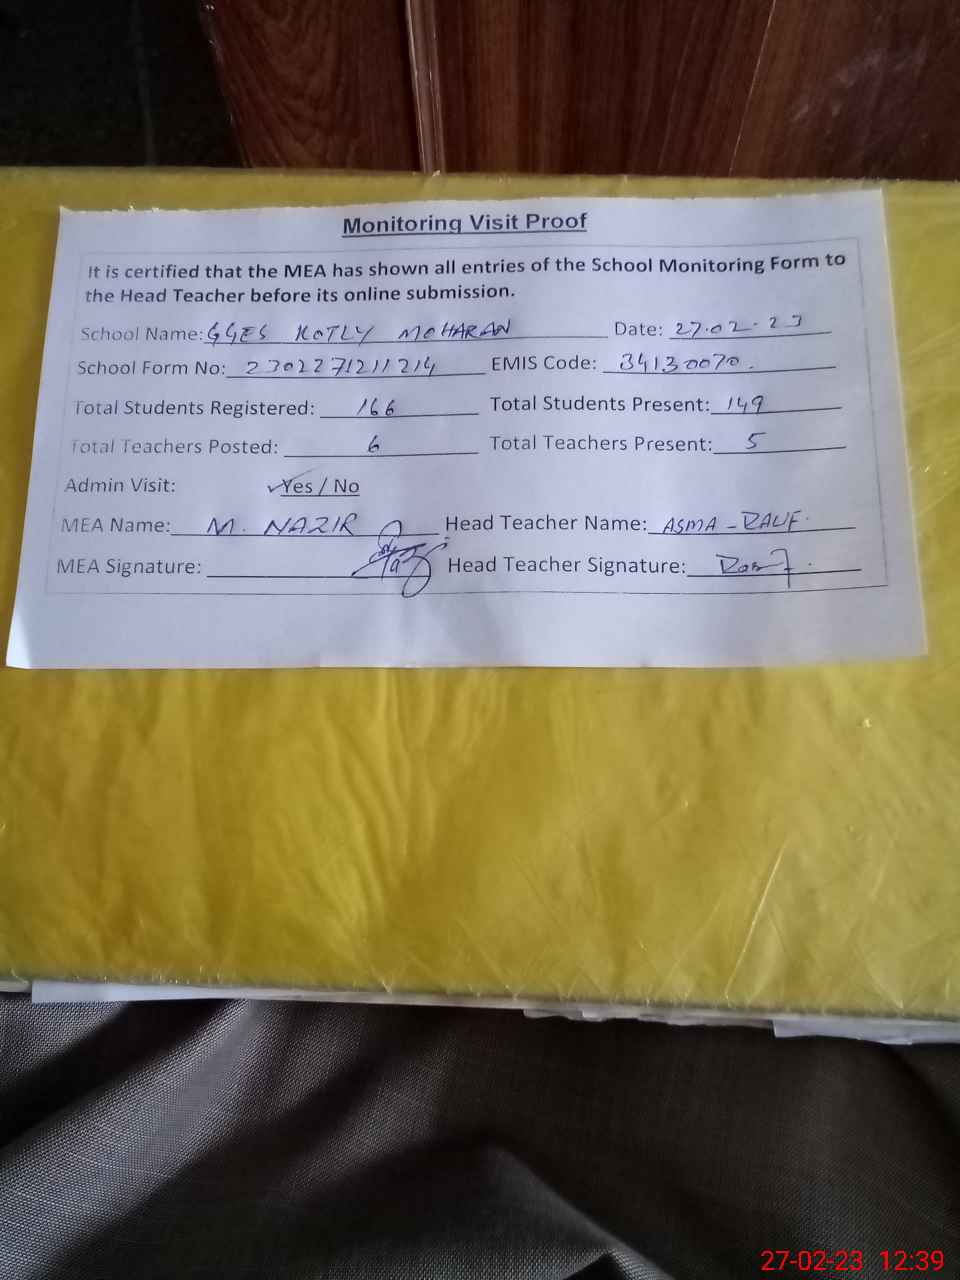 Monitoring Visit Proof
It is certified that the MEA has shown all entries of the School Monitoring Form to
the Head Teacher before its online submission.
School Name: GGES KOTLY MOHARAN Date: 27.02.23
School Form No: 2302271211214 EMIS Code: 34130070.
Total Students Registered: 166 Total Students Present: 149
Total Teachers Posted: 6 Total Teachers Present: 5
Admin Visit: ✓Yes / No
MEA Name: M. NAZIR Head Teacher Name: ASMA - RAUF.
MEA Signature: Head Teacher Signature:
27-02-23 12:39